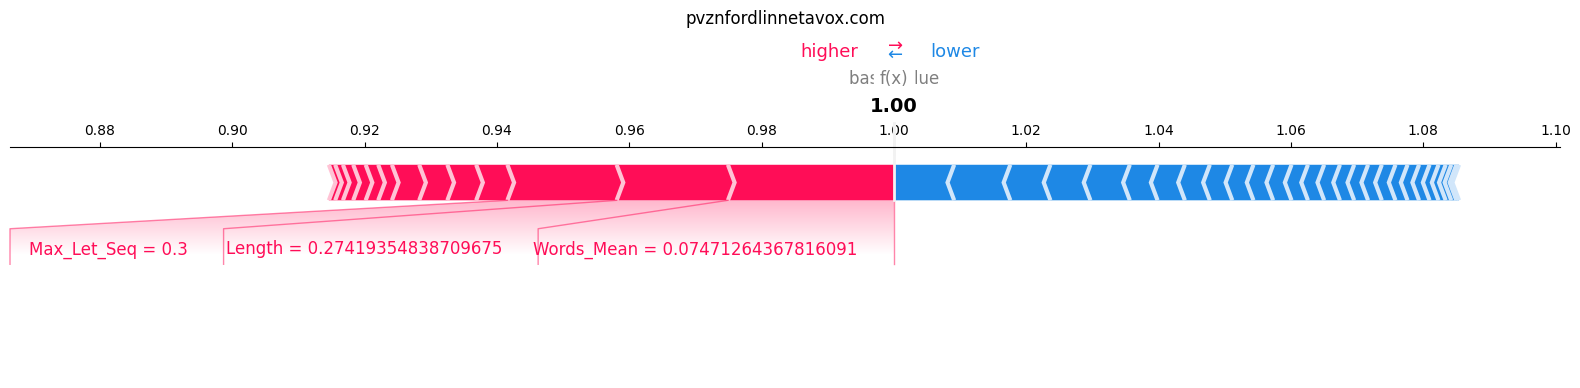 pvznfordlinnetavox.com
higher ⇄ lower
bas f(x) lue
1.00
0.88 0.90 0.92 0.94 0.96 0.98 1.00 1.02 1.04 1.06 1.08 1.10
Max_Let_Seq = 0.3 Length = 0.27419354838709675 Words_Mean = 0.07471264367816091